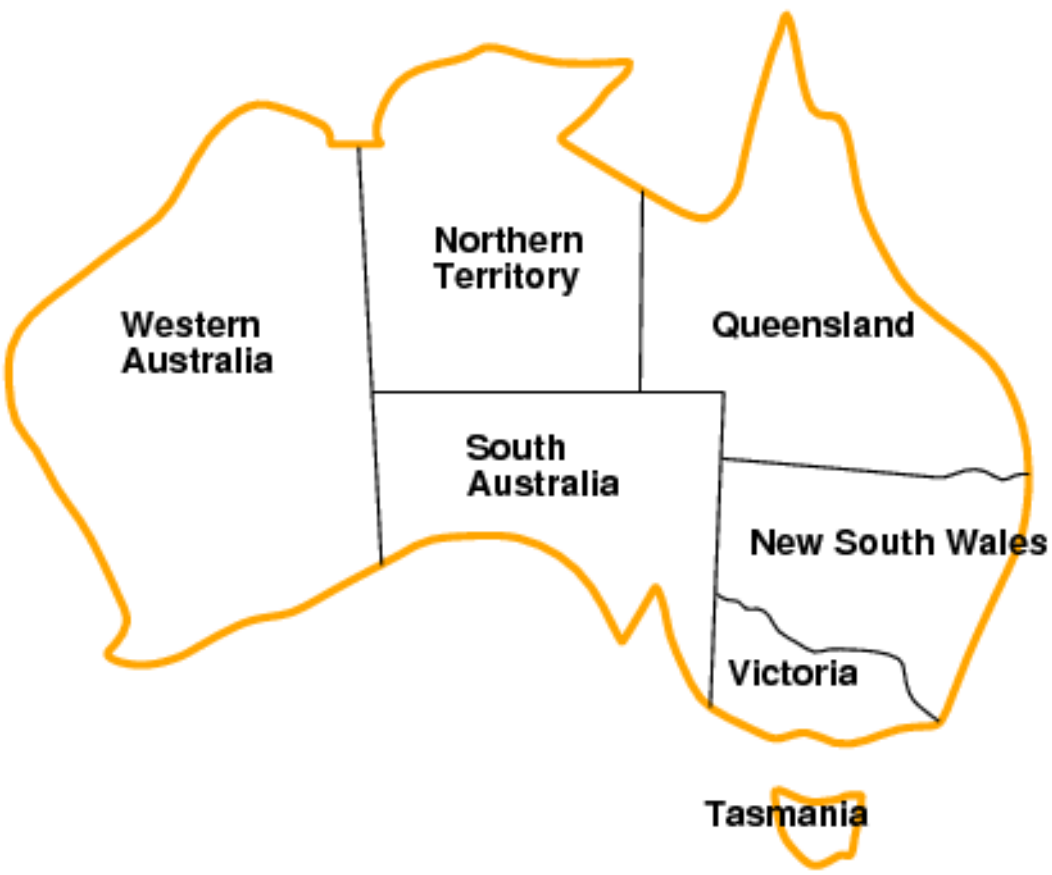 Northern
Territory
Western
Australia
Queensland
South
Australia
New South Wales
Victoria
Tasmania